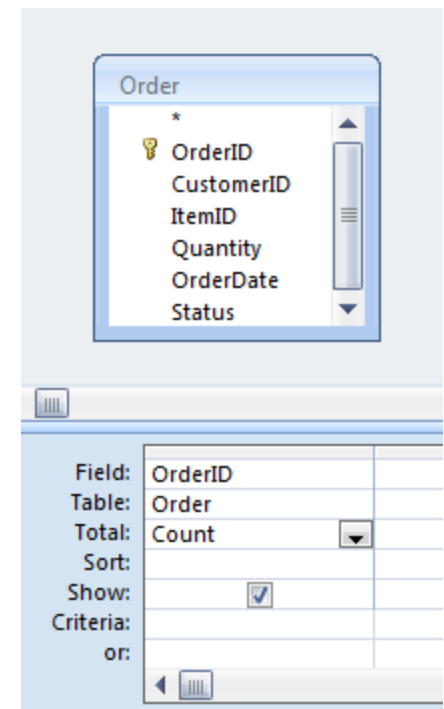 Order
*
OrderID
CustomerID
ItemID
Quantity
OrderDate
Status
Field: OrderID
Table: Order
Total: Count
Sort:
Show:
Criteria:
or: